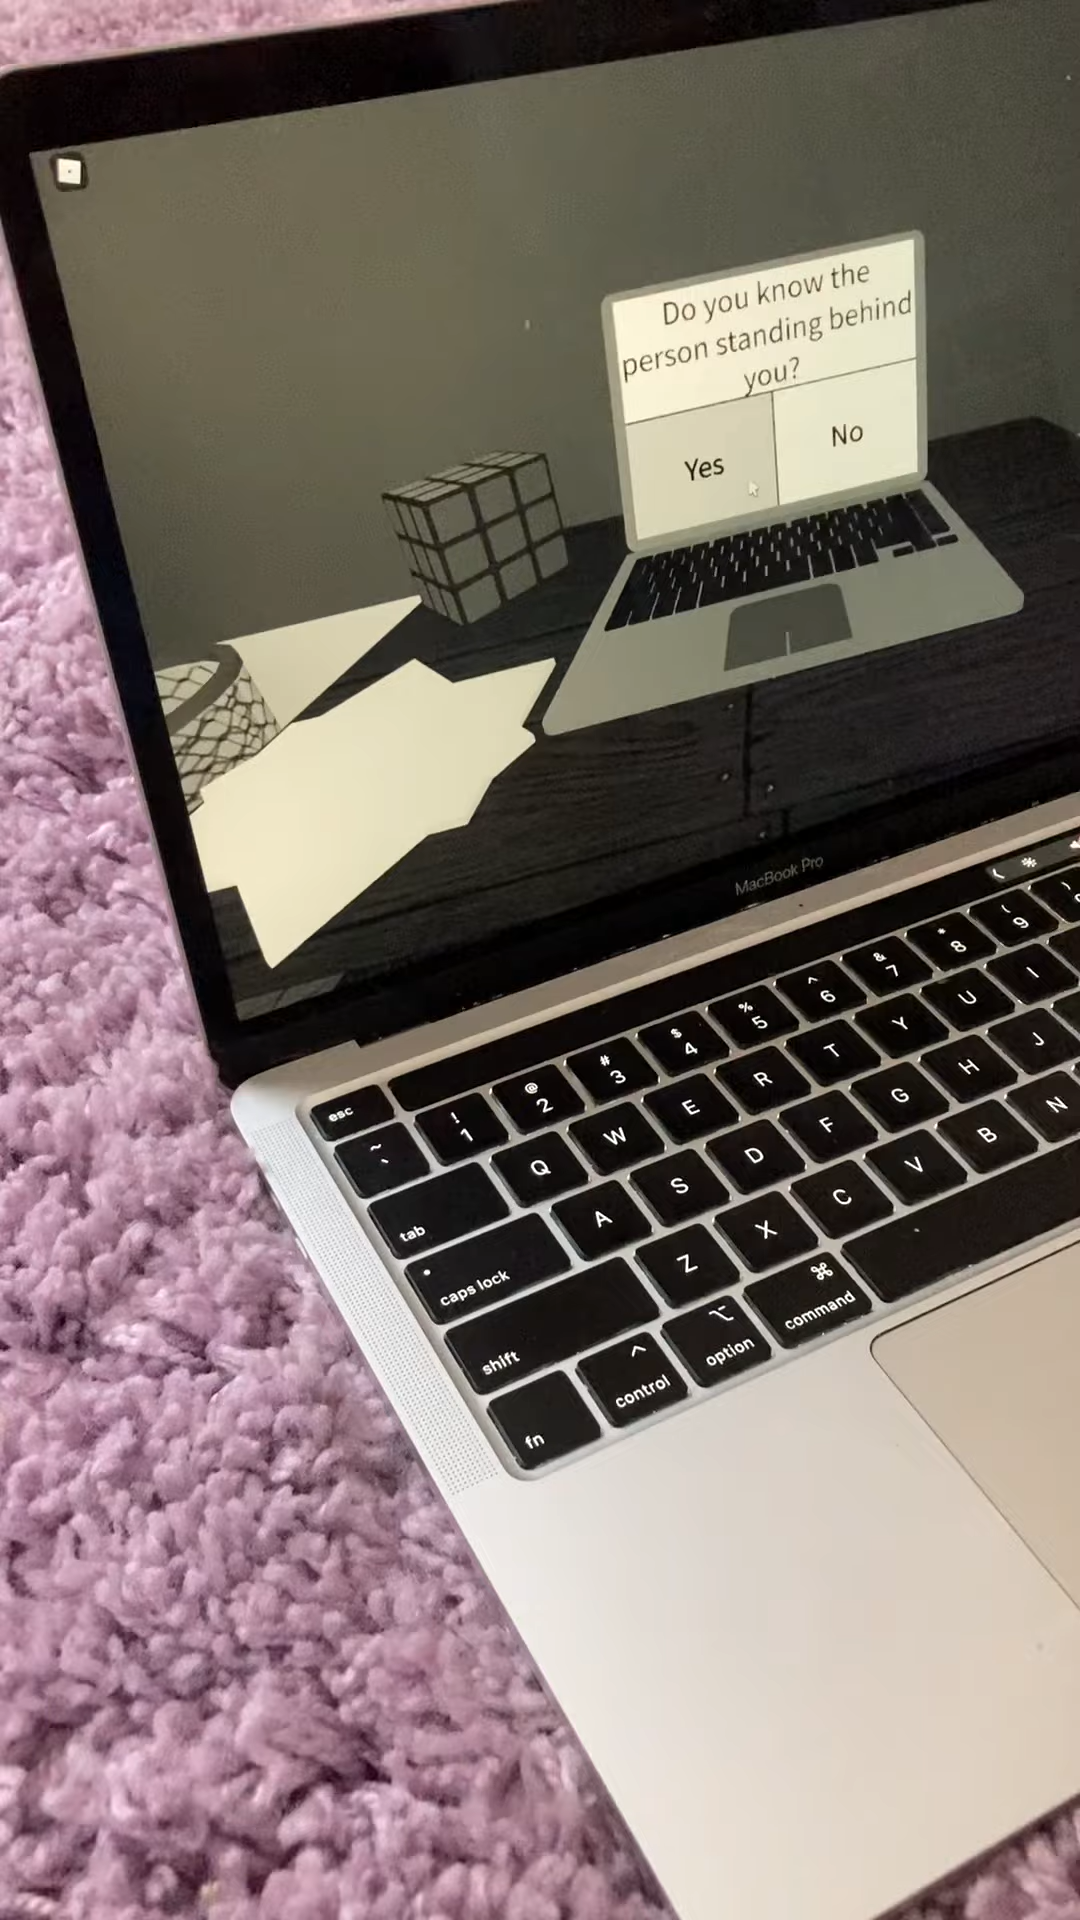 Do you know the
person standing behind
you?
Yes
No
MacBook Pro
esc
! 1
@ 2
# 3
$ 4
% 5
^ 6
& 7
* 8
( 9
~ `
tab
Q
W
E
R
T
Y
U
I
caps lock
A
S
D
F
G
H
J
shift
Z
X
C
V
B
N
fn
^ control
⌥ option
⌘ command